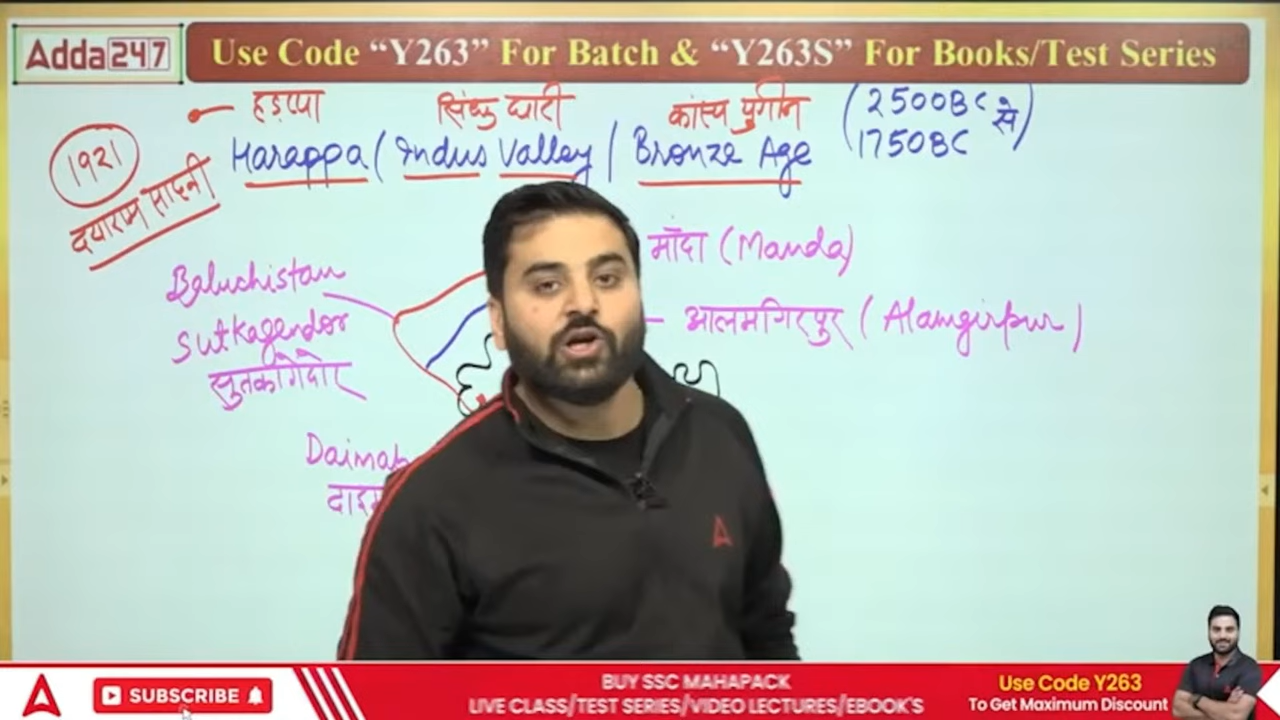 Adda247
Use Code “Y263” For Batch & “Y263S” For Books/Test Series
हड़प्पा सिंधु घाटी कांस्य युगीन (2500BC से
1750BC)
Harappa / Indus Valley / Bronze Age
1921
दयाराम साहनी
माँदा (Manda)
Baluchistan
Sutkagendor
सुतकागेंदोर
आलमगिरपुर (Alamgirpur)
Daimab
दाइम
SUBSCRIBE
BUY SSC MAHAPACK
LIVE CLASS/TEST SERIES/VIDEO LECTURES/EBOOK'S
Use Code Y263
To Get Maximum Discount